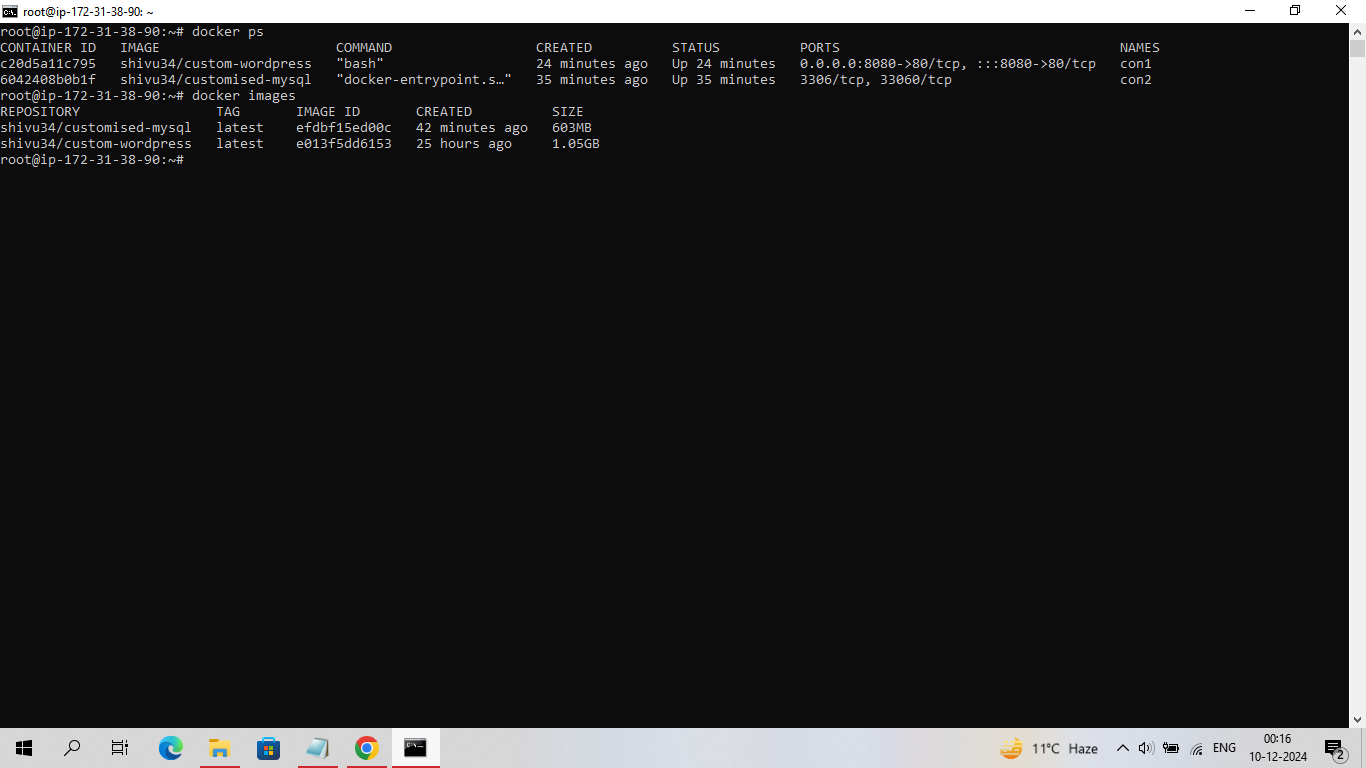 root@ip-172-31-38-90: ~
root@ip-172-31-38-90:~# docker ps
CONTAINER ID   IMAGE                      COMMAND                  CREATED          STATUS          PORTS                                   NAMES
c20d5a11c795   shivu34/custom-wordpress   "bash"                   24 minutes ago   Up 24 minutes   0.0.0.0:8080->80/tcp, :::8080->80/tcp   con1
6042408b0b1f   shivu34/customised-mysql   "docker-entrypoint.s…"   35 minutes ago   Up 35 minutes   3306/tcp, 33060/tcp                     con2
root@ip-172-31-38-90:~# docker images
REPOSITORY                 TAG       IMAGE ID       CREATED          SIZE
shivu34/customised-mysql   latest    efdbf15ed00c   42 minutes ago   603MB
shivu34/custom-wordpress   latest    e013f5dd6153   25 hours ago     1.05GB
root@ip-172-31-38-90:~#
11°C Haze ENG 00:16
10-12-2024 2